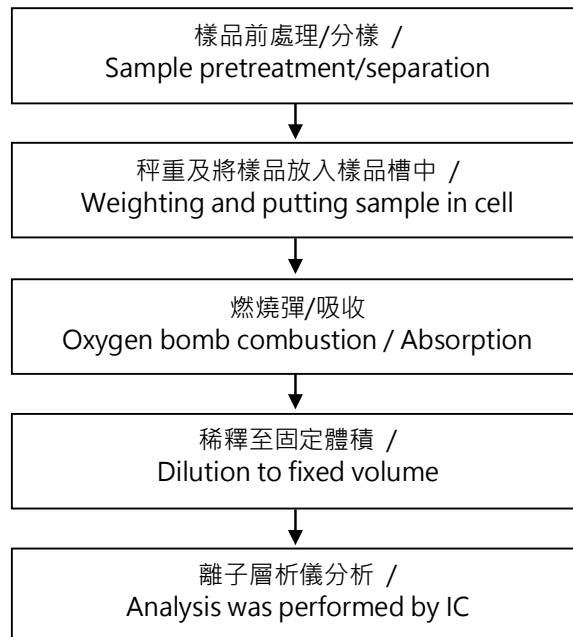 樣品前處理/分樣 /
Sample pretreatment/separation
秤重及將樣品放入樣品槽中 /
Weighting and putting sample in cell
燃燒彈/吸收
Oxygen bomb combustion / Absorption
稀釋至固定體積 /
Dilution to fixed volume
離子層析儀分析 /
Analysis was performed by IC